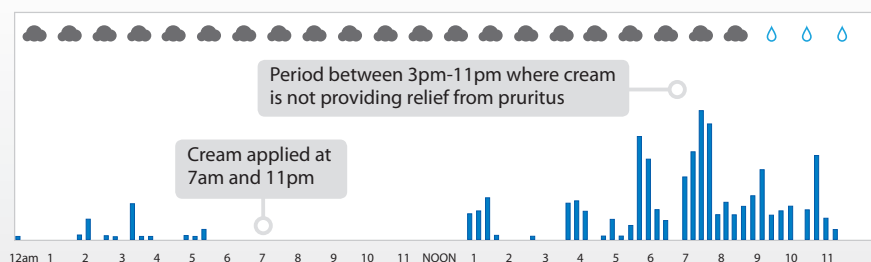 Period between 3pm-11pm where cream
is not providing relief from pruritus
Cream applied at
7am and 11pm
12am 1 2 3 4 5 6 7 8 9 10 11 NOON 1 2 3 4 5 6 7 8 9 10 11